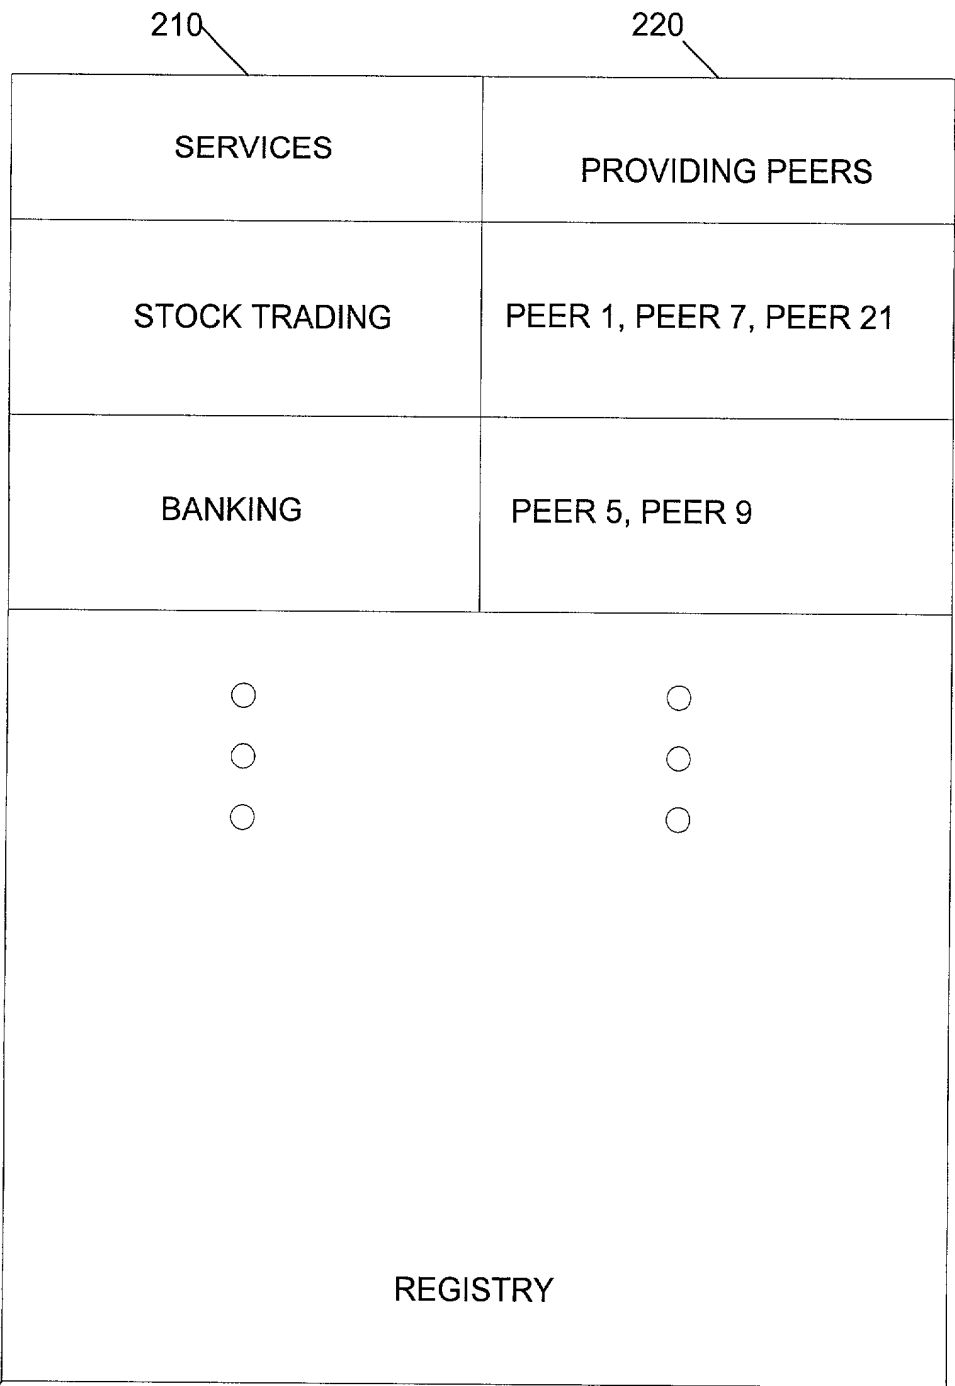 210 220
SERVICES
PROVIDING PEERS
STOCK TRADING PEER 1, PEER 7, PEER 21
BANKING PEER 5, PEER 9
REGISTRY